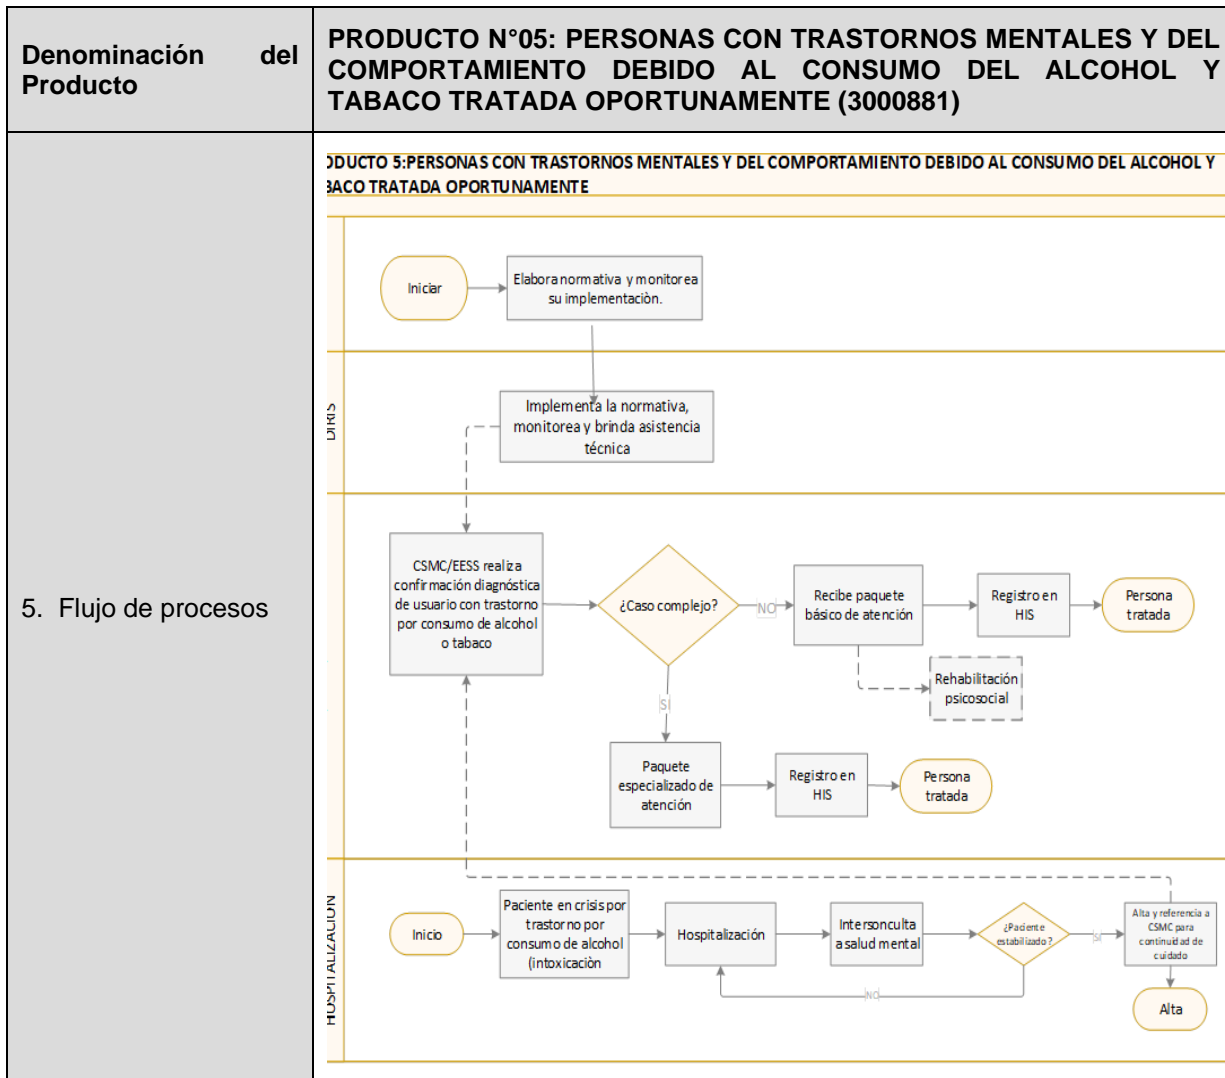 Denominación del
Producto
PRODUCTO N°05: PERSONAS CON TRASTORNOS MENTALES Y DEL
COMPORTAMIENTO DEBIDO AL CONSUMO DEL ALCOHOL Y
TABACO TRATADA OPORTUNAMENTE (3000881)
5. Flujo de procesos
ODUCTO 5:PERSONAS CON TRASTORNOS MENTALES Y DEL COMPORTAMIENTO DEBIDO AL CONSUMO DEL ALCOHOL Y
BACO TRATADA OPORTUNAMENTE
Iniciar
Elabora normativa y monitorea
su implementaciòn.
DIRIS
Implementa la normativa,
monitorea y brinda asistencia
técnica
CSMC/EESS realiza
confirmación diagnóstica
de usuario con trastorno
por consumo de alcohol
o tabaco
¿Caso complejo?
NO
Recibe paquete
básico de atención
Registro en
HIS
Persona
tratada
Rehabilitación
psicosocial
SI
Paquete
especializado de
atención
Registro en
HIS
Persona
tratada
HOSPITALIZACION
Inicio
Paciente en crisis por
trastorno por
consumo de alcohol
(intoxicaciòn
Hospitalización
Intersonculta
a salud mental
¿Paciente
estabilizado?
SI
Alta y referencia a
CSMC para
continuidad de
cuidado
NO
Alta